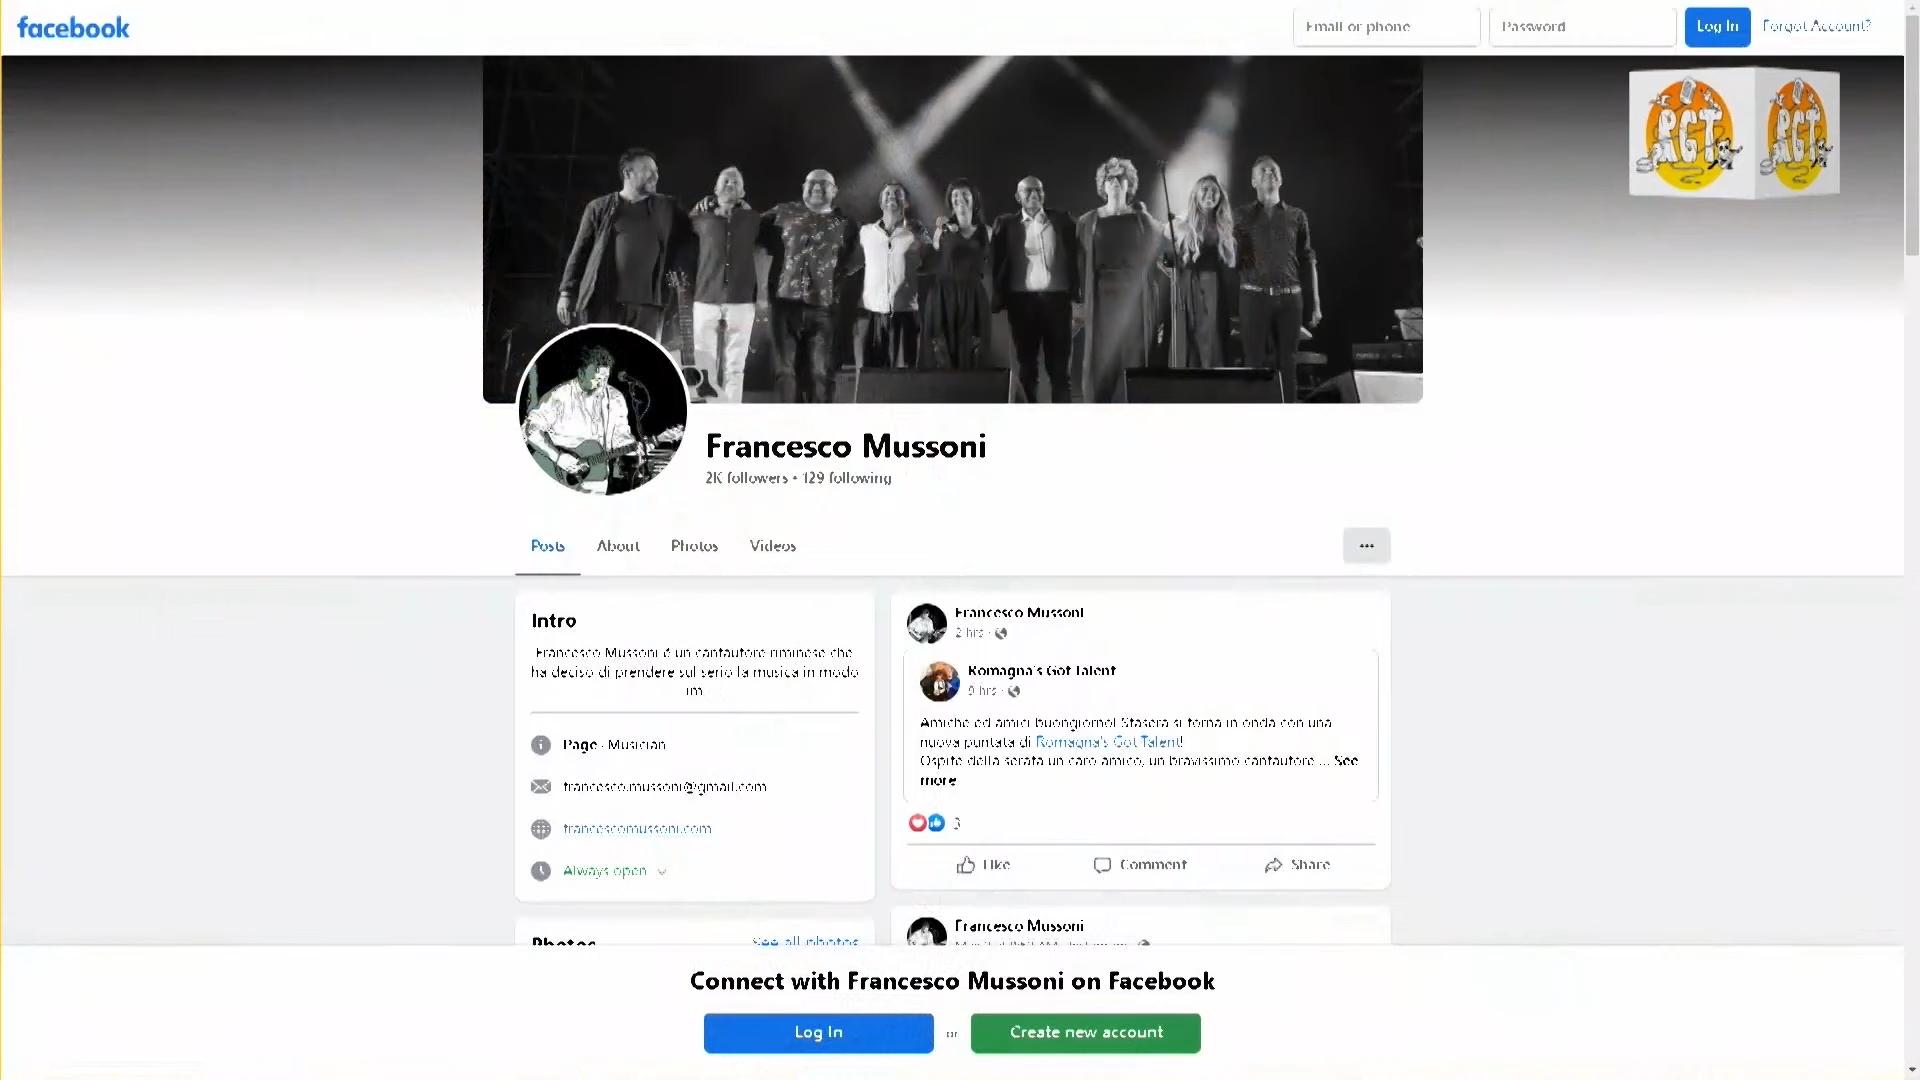 facebook
Email or phone
Password
Log In
Forgot Account?
RGT
RGT
Francesco Mussoni
2K followers • 129 following
Posts
About
Photos
Videos
Intro
Francesco Mussoni è un cantautore riminese che
ha deciso di prendere sul serio la musica in modo
im
Page · Musician
francesco.mussoni@gmail.com
francescomussoni.com
Always open
Photos
See all photos
Francesco Mussoni
2 hrs ·
Romagna's Got Talent
9 hrs ·
Amiche ed amici buongiorno! Stasera si torna in onda con una
nuova puntata di Romagna's Got Talent!
Ospite della serata un caro amico, un bravissimo cantautore ... See
more
3
Like
Comment
Share
Francesco Mussoni
Connect with Francesco Mussoni on Facebook
Log In
or
Create new account